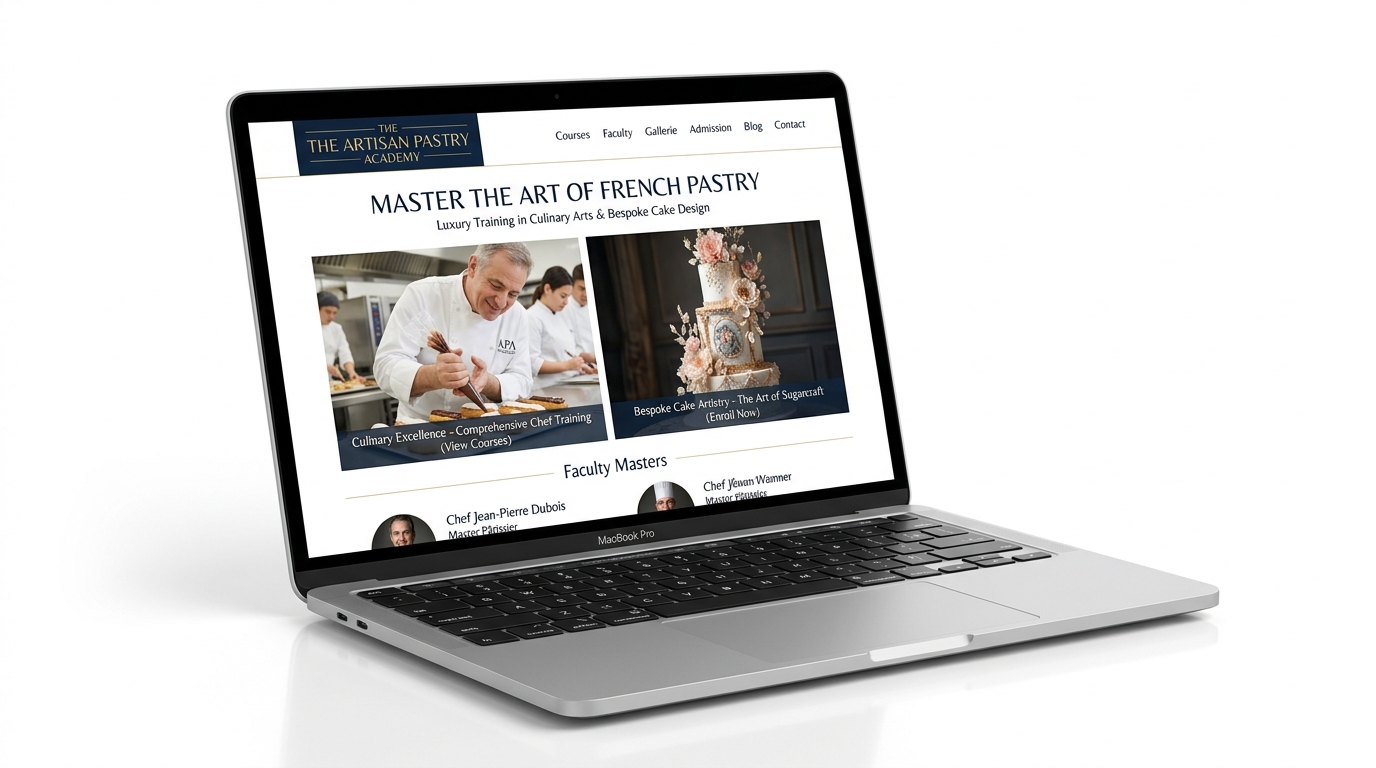 THE
THE ARTISAN PASTRY
ACADEMY
Courses Faculty Gallerie Admission Blog Contact
MASTER THE ART OF FRENCH PASTRY
Luxury Training in Culinary Arts & Bespoke Cake Design
APA
Culinary Excellence - Comprehensive Chef Training
(View Courses)
Bespoke Cake Artistry - The Art of Sugarcraft
(Enroll Now)
Faculty Masters
Chef Jean-Pierre Dubois
Master Pâtissier
Chef
Master
MacBook Pro